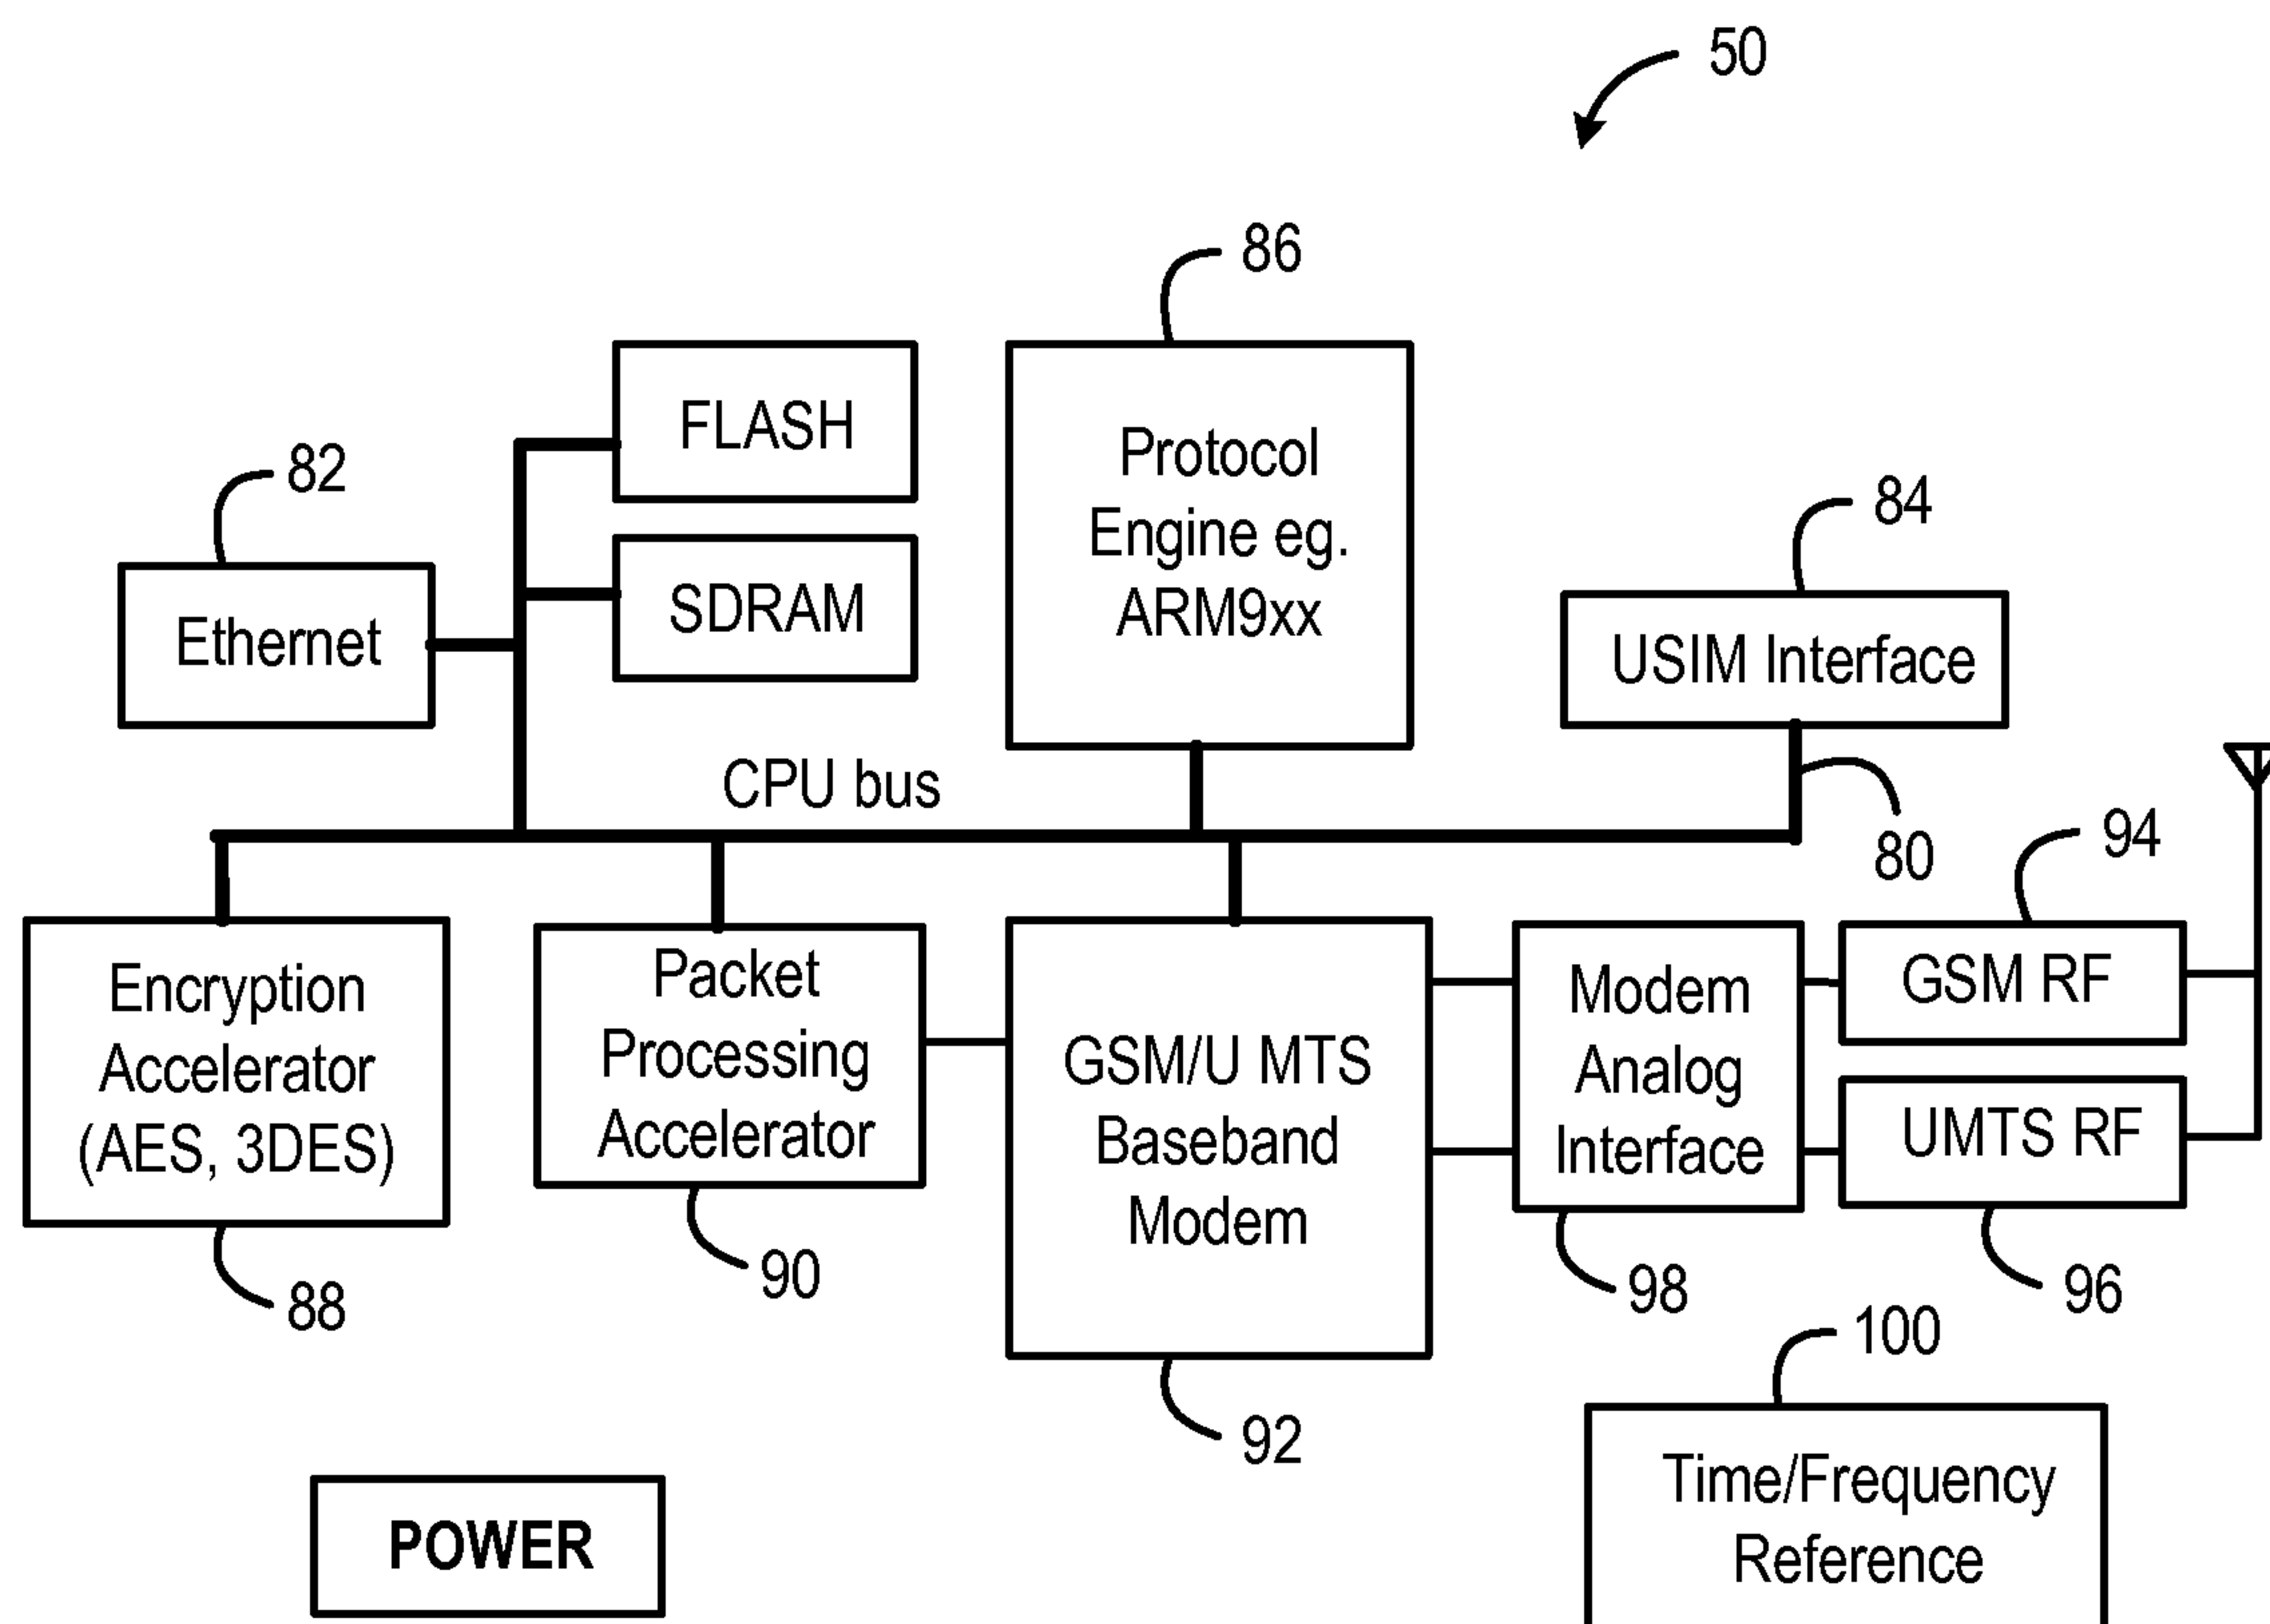 50
86
FLASH
82
Protocol
Engine eg.
ARM9xx
84
SDRAM
Ethernet
USIM Interface
CPU bus
80
94
Encryption
Accelerator
(AES, 3DES)
Packet
Processing
Accelerator
GSM/U MTS
Baseband
Modem
Modem
Analog
Interface
GSM RF
UMTS RF
88
90
98
96
100
92
POWER
Time/Frequency
Reference